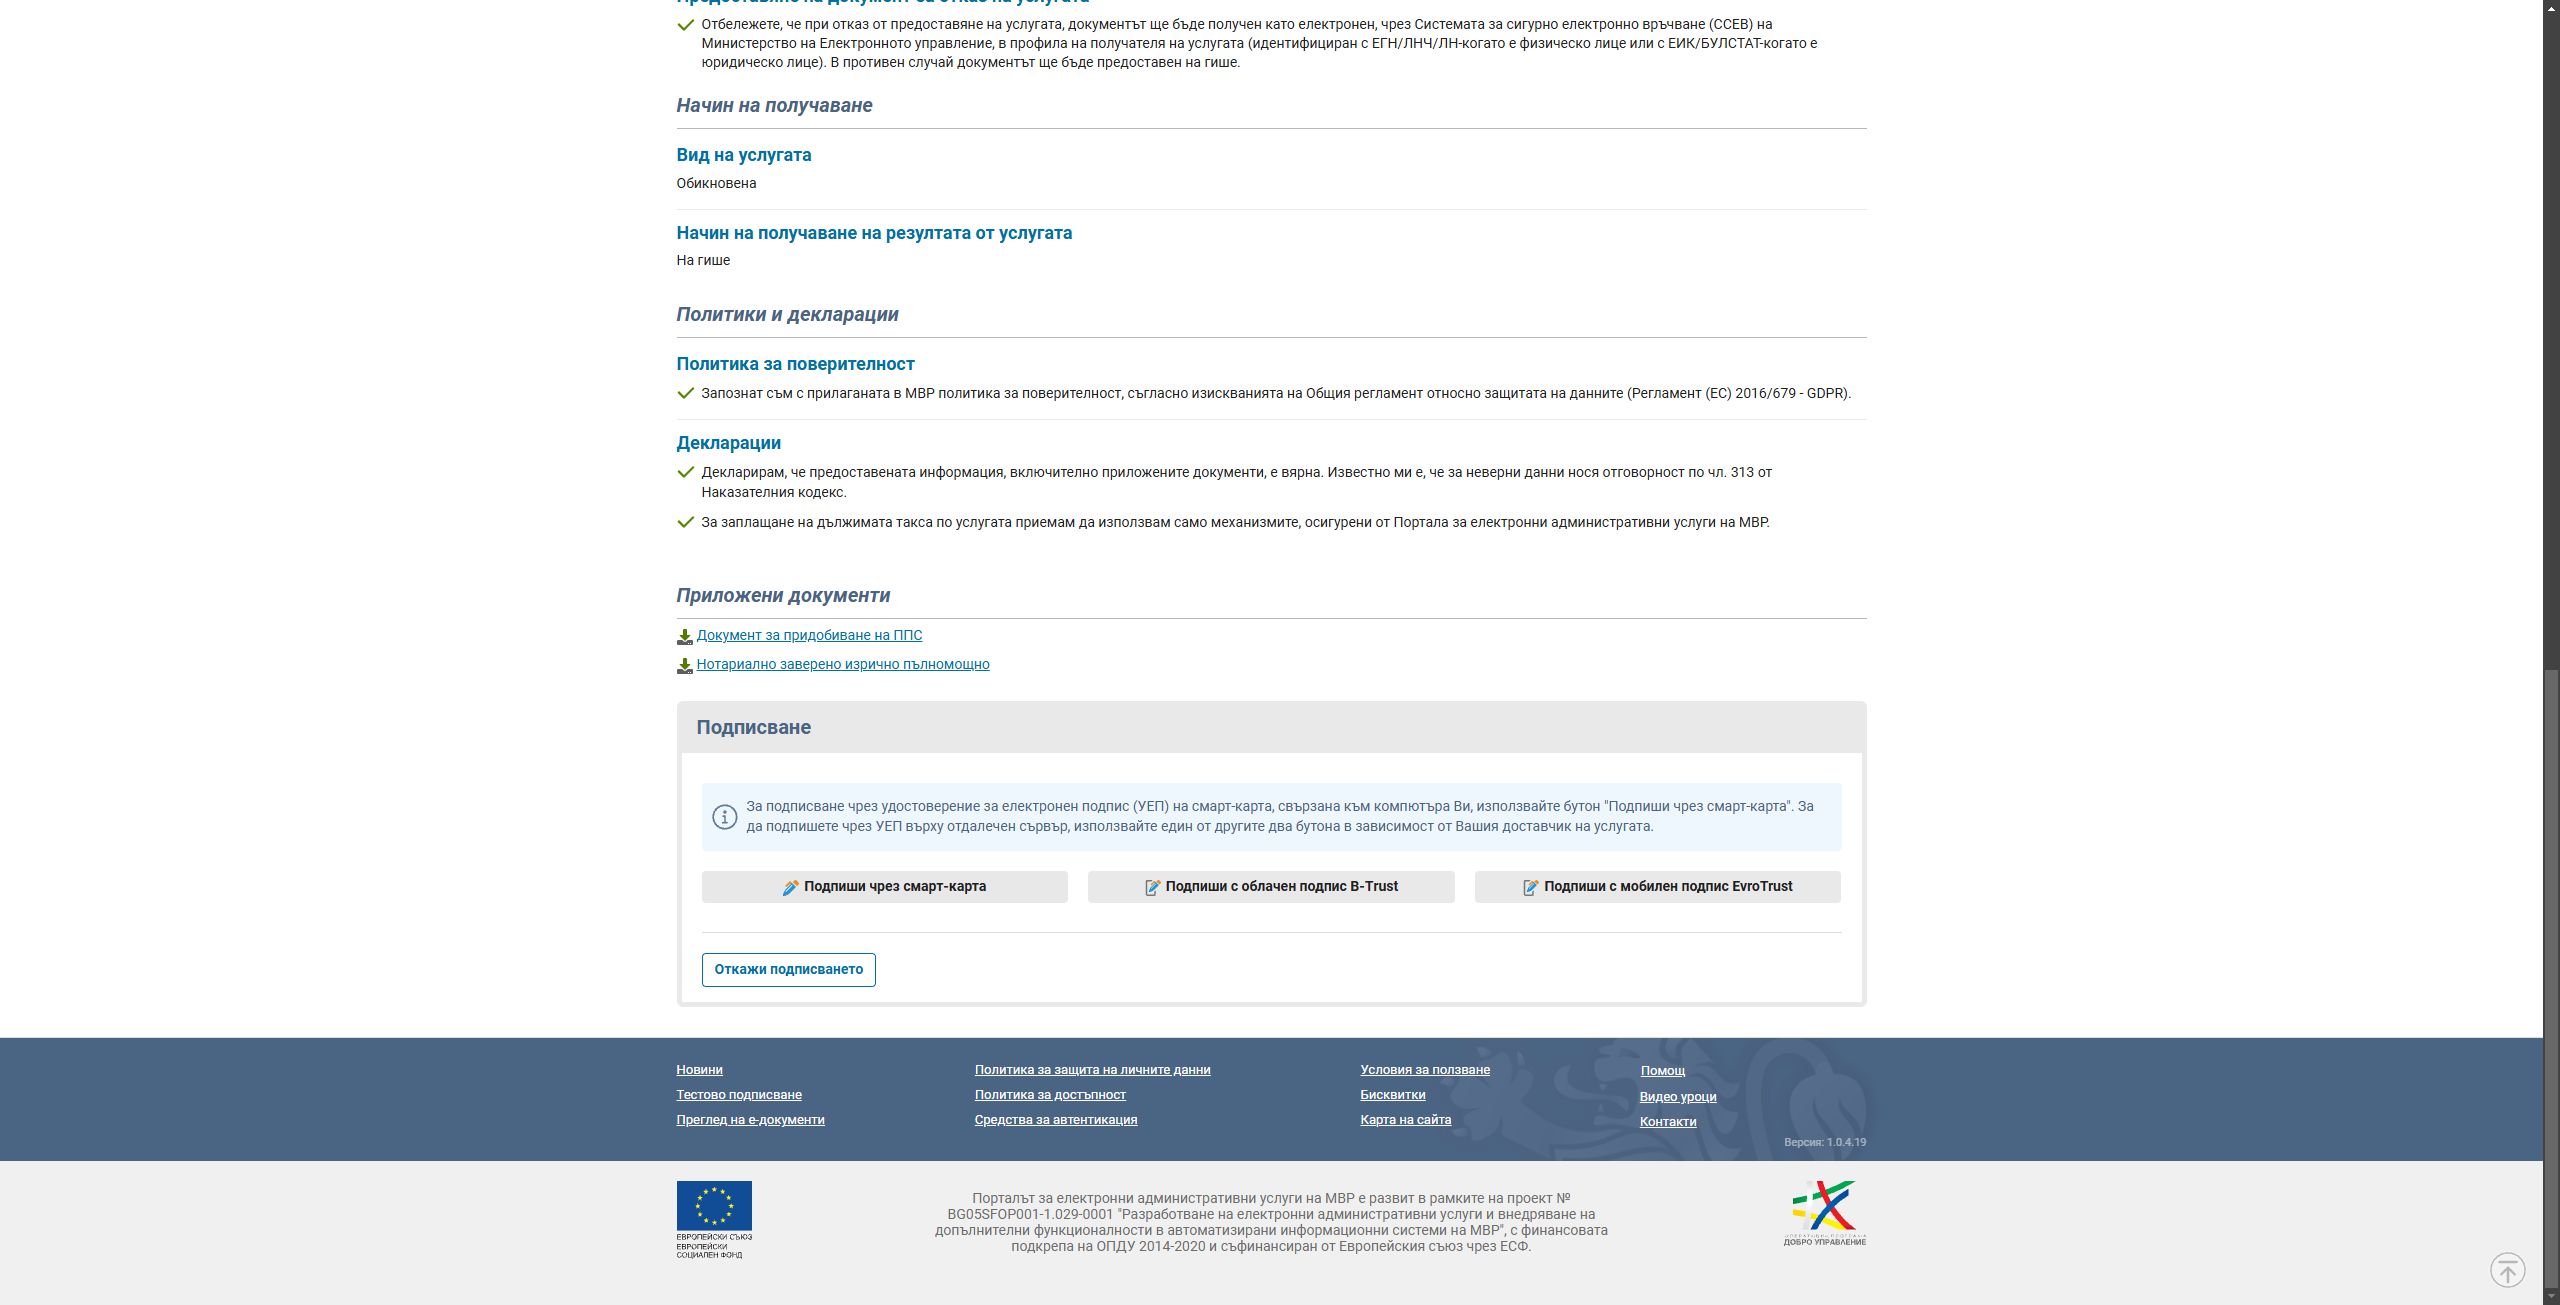 Предоставяне на документ за отказ на услугата
Отбележете, че при отказ от предоставяне на услугата, документът ще бъде получен като електронен, чрез Системата за сигурно електронно връчване (ССЕВ) на
Министерство на Електронното управление, в профила на получателя на услугата (идентифициран с ЕГН/ЛНЧ/ЛН-когато е физическо лице или с ЕИК/БУЛСТАТ-когато е
юридическо лице). В противен случай документът ще бъде предоставен на гише.
Начин на получаване
Вид на услугата
Обикновена
Начин на получаване на резултата от услугата
На гише
Политики и декларации
Политика за поверителност
Запознат съм с прилаганата в МВР политика за поверителност, съгласно изискванията на Общия регламент относно защитата на данните (Регламент (ЕС) 2016/679 - GDPR).
Декларации
Декларирам, че предоставената информация, включително приложените документи, е вярна. Известно ми е, че за неверни данни нося отговорност по чл. 313 от
Наказателния кодекс.
За заплащане на дължимата такса по услугата приемам да използвам само механизмите, осигурени от Портала за електронни административни услуги на МВР.
Приложени документи
Документ за придобиване на ППС
Нотариално заверено изрично пълномощно
Подписване
За подписване чрез удостоверение за електронен подпис (УЕП) на смарт-карта, свързана към компютъра Ви, използвайте бутон "Подпиши чрез смарт-карта". За
да подпишете чрез УЕП върху отдалечен сървър, използвайте един от другите два бутона в зависимост от Вашия доставчик на услугата.
Подпиши чрез смарт-карта
Подпиши с облачен подпис B-Trust
Подпиши с мобилен подпис EvroTrust
Откажи подписването
Новини
Тестово подписване
Преглед на е-документи
Политика за защита на личните данни
Политика за достъпност
Средства за автентикация
Условия за ползване
Бисквитки
Карта на сайта
Помощ
Видео уроци
Контакти
Версия: 1.0.4.19
ЕВРОПЕЙСКИ СЪЮЗ
ЕВРОПЕЙСКИ
СОЦИАЛЕН ФОНД
Порталът за електронни административни услуги на МВР е развит в рамките на проект №
BG05SFOP001-1.029-0001 "Разработване на електронни административни услуги и внедряване на
допълнителни функционалности в автоматизирани информационни системи на МВР", с финансовата
подкрепа на ОПДУ 2014-2020 и съфинансиран от Европейския съюз чрез ЕСФ.
ОПЕРАТИВНА ПРОГРАМА
ДОБРО УПРАВЛЕНИЕ